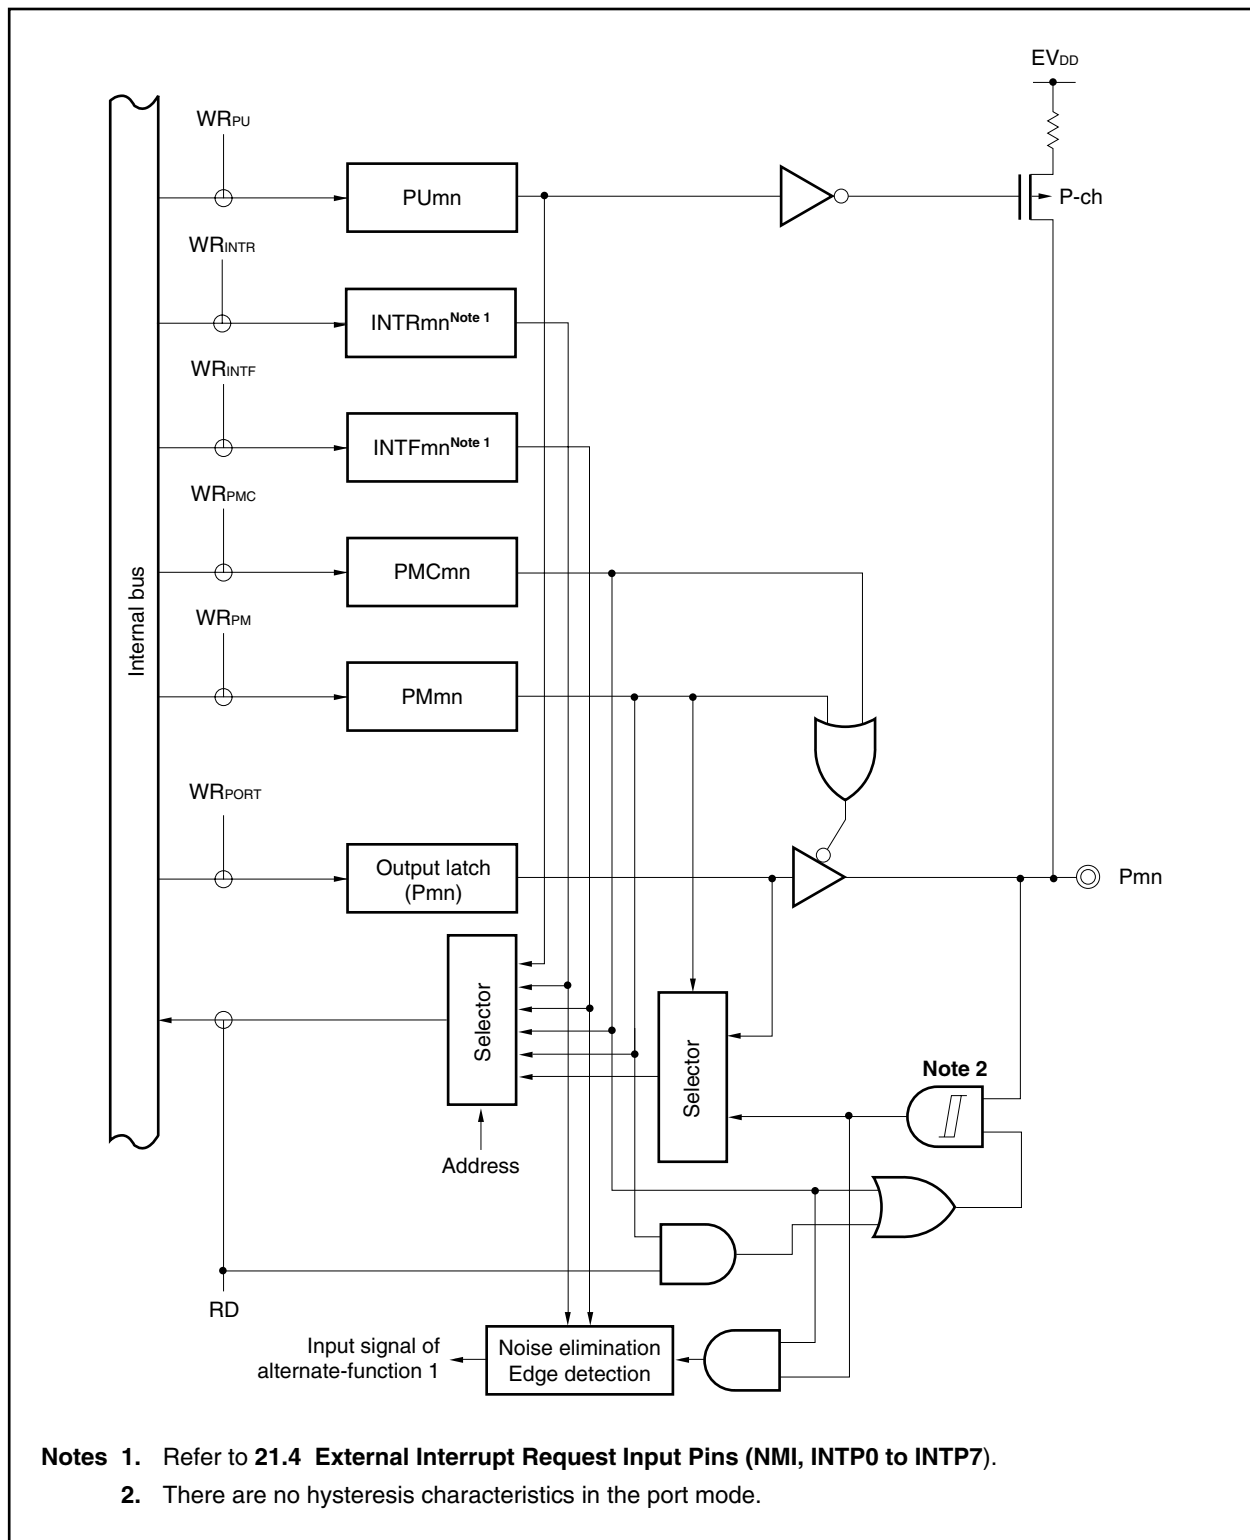 EVDD
WRPU
PUmn
P-ch
WRINTR
INTRmnNote 1
WRINTF
INTFmnNote 1
WRPMC
PMCmn
Internal bus
WRPM
PMmn
WRPORT
Output latch
(Pmn)
Pmn
Selector
Selector
Note 2
Address
RD
Input signal of
alternate-function 1
Noise elimination
Edge detection
Notes 1. Refer to 21.4 External Interrupt Request Input Pins (NMI, INTP0 to INTP7).
2. There are no hysteresis characteristics in the port mode.